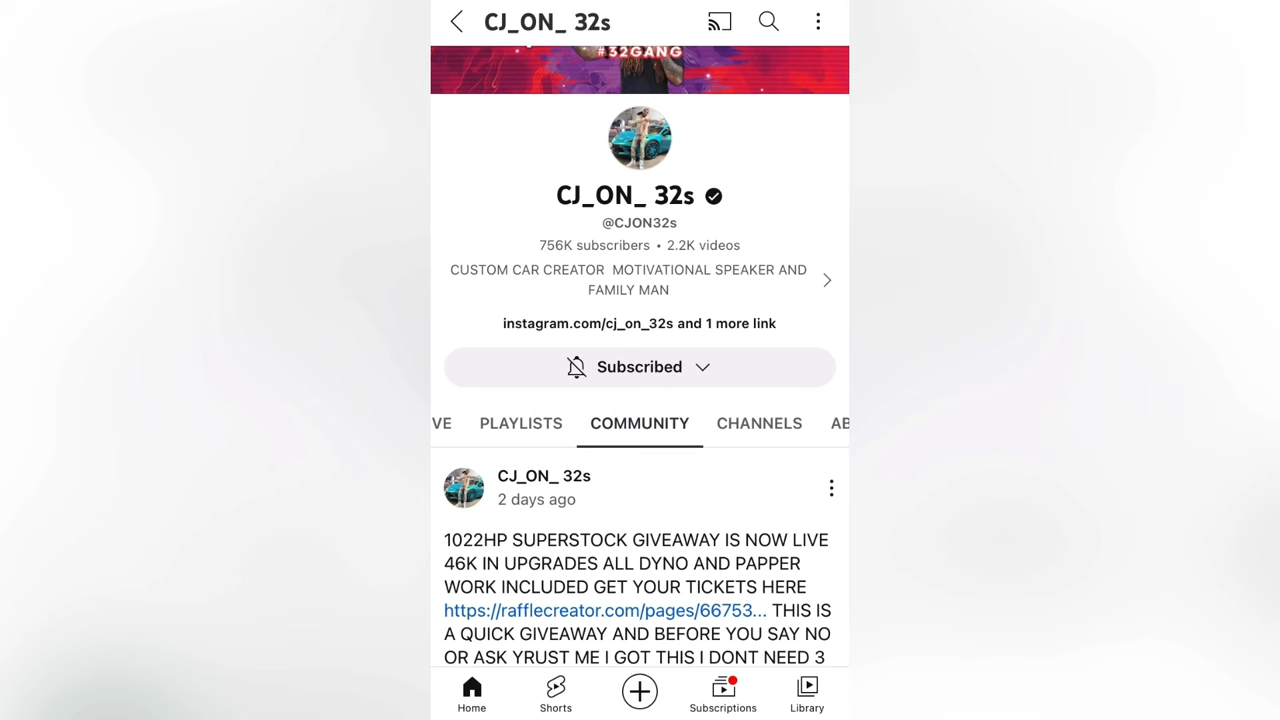 CJ_ON_ 32s
#32GANG
CJ_ON_ 32s
@CJON32s
756K subscribers • 2.2K videos
CUSTOM CAR CREATOR MOTIVATIONAL SPEAKER AND
FAMILY MAN
instagram.com/cj_on_32s and 1 more link
Subscribed
VE PLAYLISTS COMMUNITY CHANNELS AB
CJ_ON_ 32s
2 days ago
1022HP SUPERSTOCK GIVEAWAY IS NOW LIVE
46K IN UPGRADES ALL DYNO AND PAPPER
WORK INCLUDED GET YOUR TICKETS HERE
https://rafflecreator.com/pages/66753... THIS IS
A QUICK GIVEAWAY AND BEFORE YOU SAY NO
OR ASK YRUST ME I GOT THIS I DONT NEED 3
Home Shorts Subscriptions Library